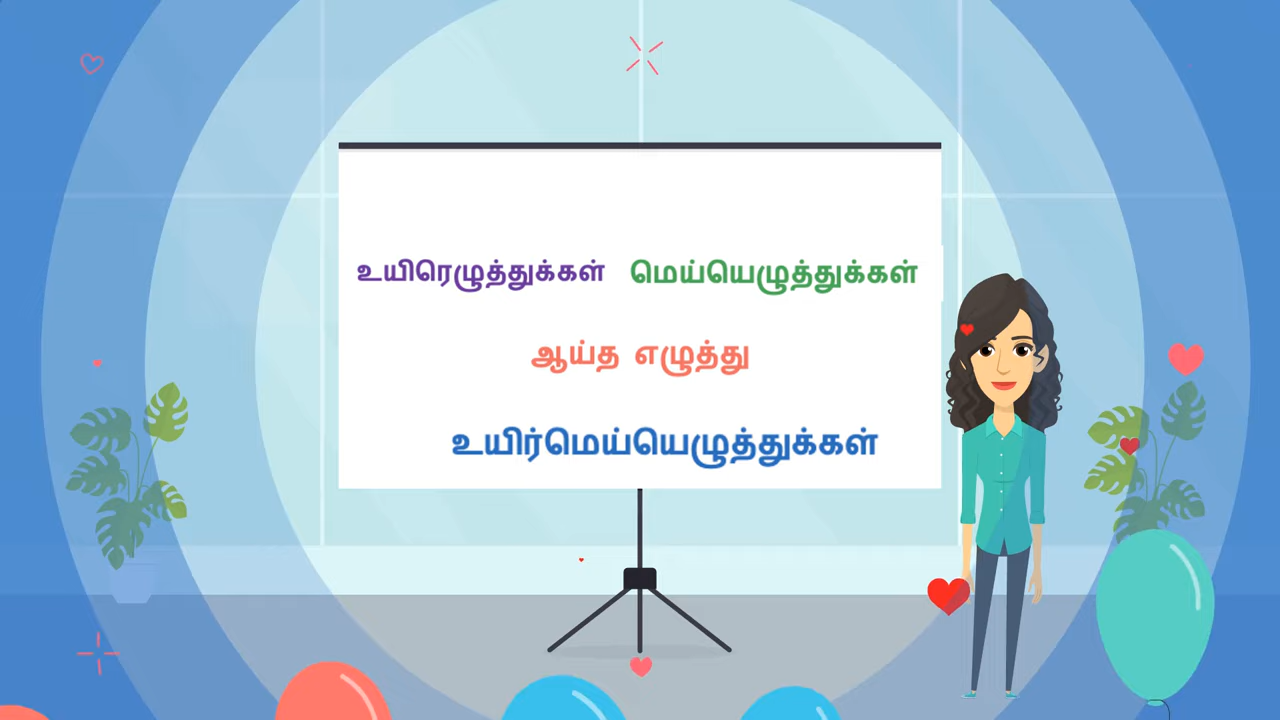 உயிரெழுத்துக்கள் மெய்யெழுத்துக்கள்
ஆய்த எழுத்து
உயிர்மெய்யெழுத்துக்கள்